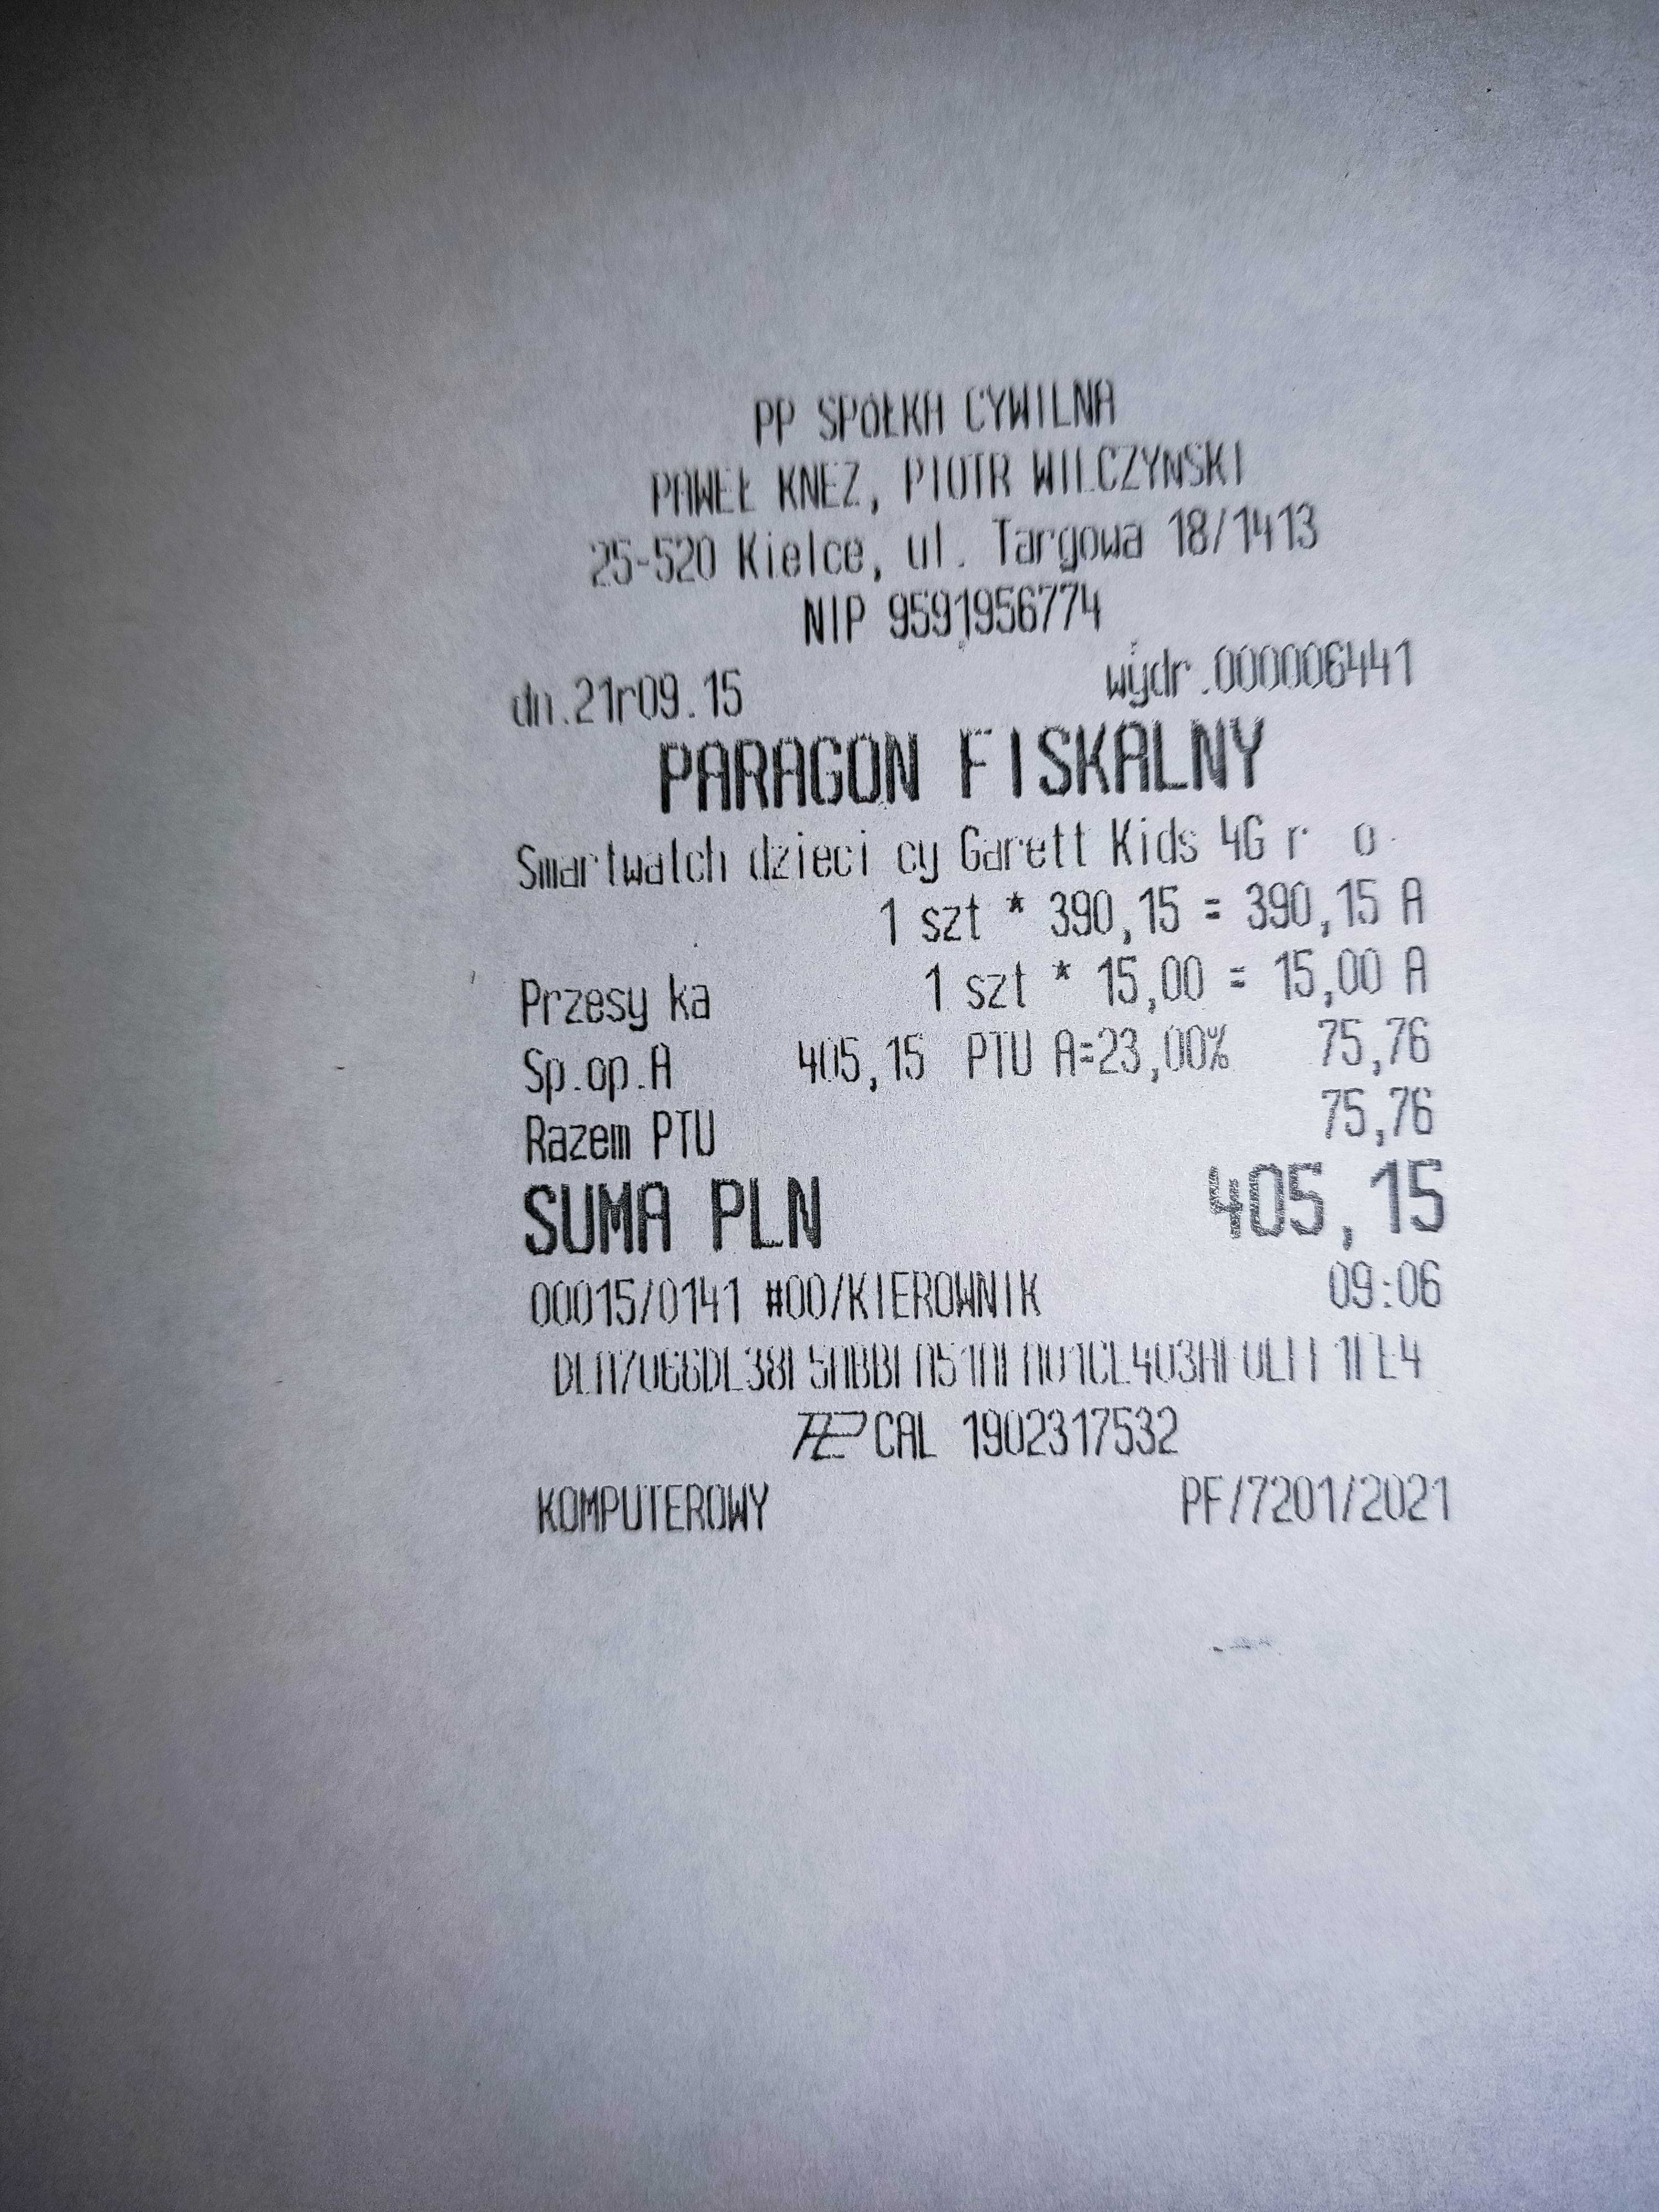 PP SPÓŁKA CYWILNA
PAWEŁ KNEZ, PIOTR WILCZYŃSKI
25-520 Kielce, ul. Targowa 18/1413
NIP 9591956774
dn.21r09.15 wydr.000006441
PARAGON FISKALNY
Smartwatch dzieci cy Garett Kids 4G r o
1 szt * 390,15 = 390,15 A
Przesy ka 1 szt * 15,00 = 15,00 A
Sp.op.A 405,15 PTU A=23,00% 75,76
Razem PTU 75,76
SUMA PLN 405,15
00015/0141 #00/KIEROWNIK 09:06
CAL 1902317532
KOMPUTEROWY PF/7201/2021